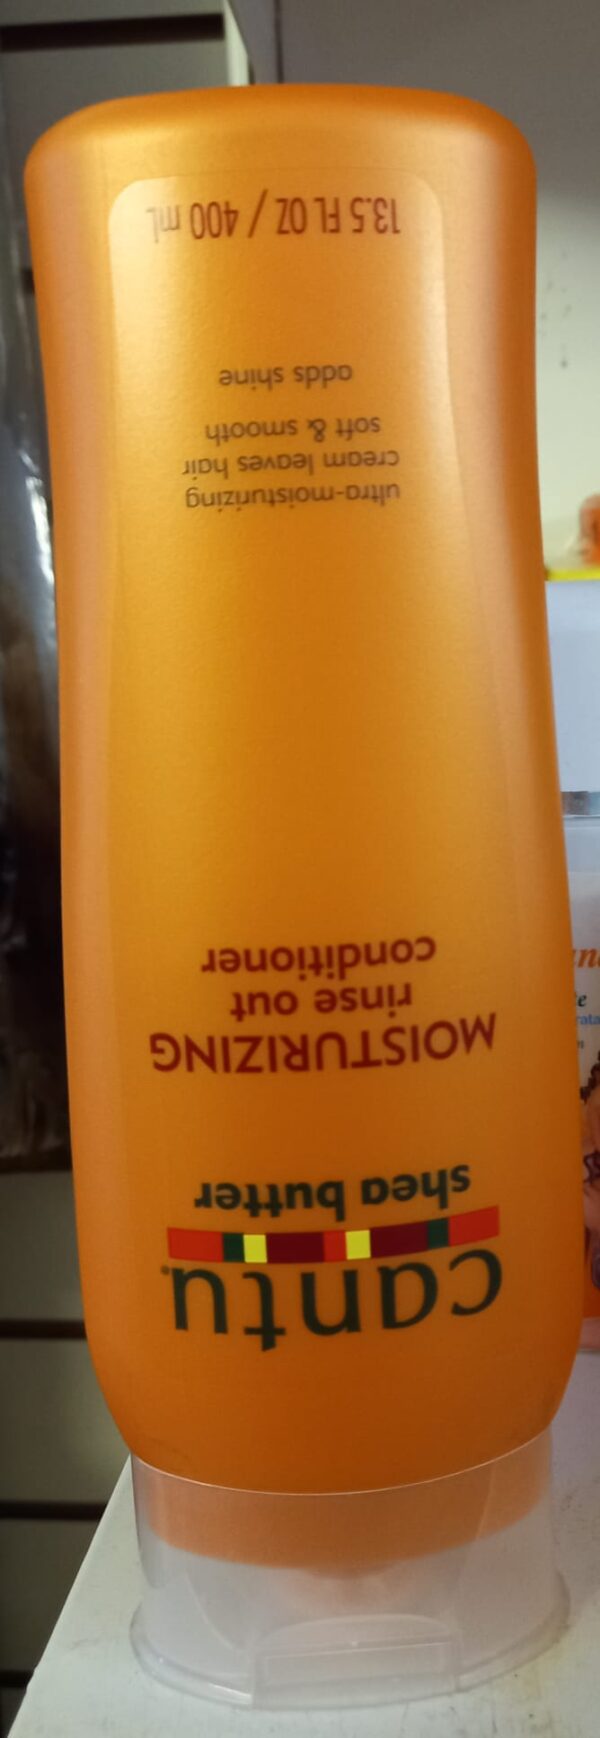 cantu
shea butter
MOISTURIZING
rinse out
conditioner
ultra-moisturizing
cream leaves hair
soft & smooth
adds shine
13.5 FL OZ / 400 mL